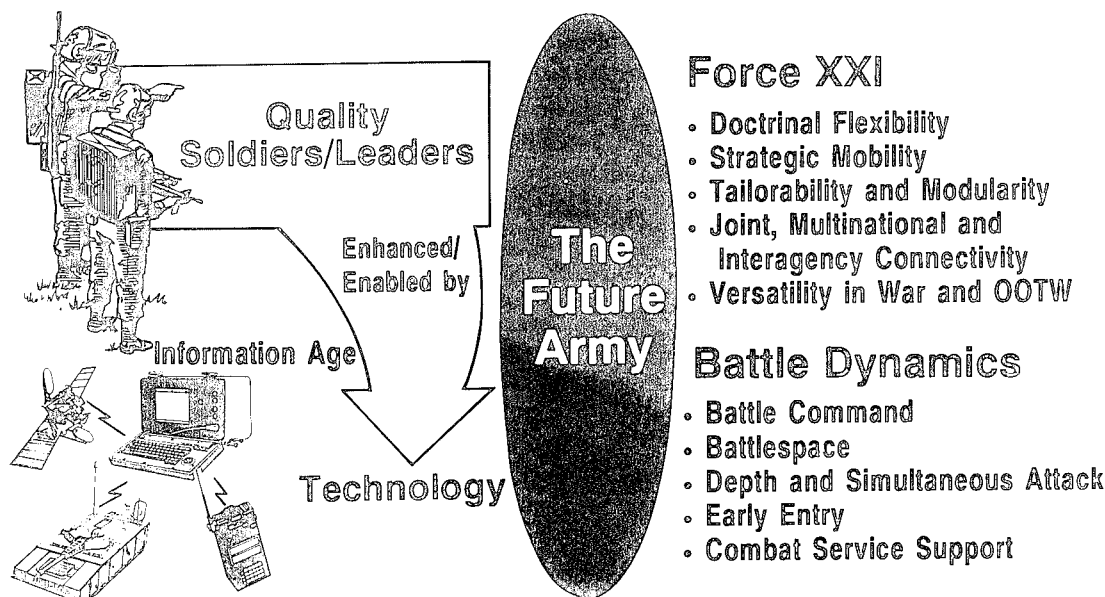 Quality
Soldiers/Leaders
Enhanced/
Enabled by
Information Age
Technology
The
Future
Army
Force XXI
• Doctrinal Flexibility
• Strategic Mobility
• Tailorability and Modularity
• Joint, Multinational and
Interagency Connectivity
• Versatility in War and OOTW
Battle Dynamics
• Battle Command
• Battlespace
• Depth and Simultaneous Attack
• Early Entry
• Combat Service Support